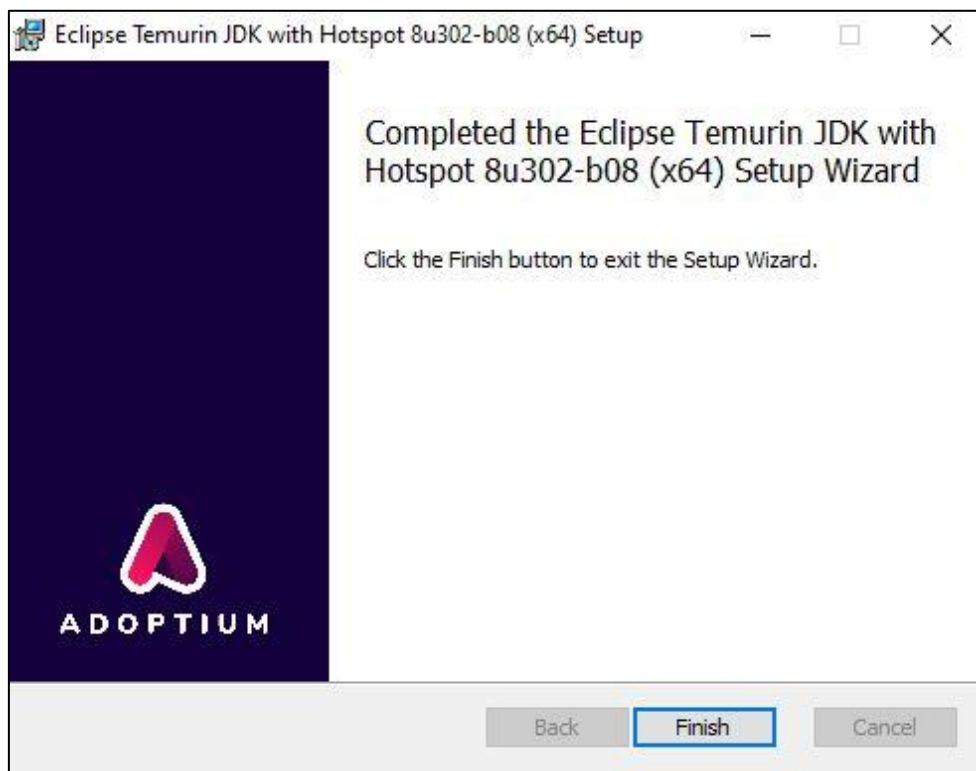 Eclipse Temurin JDK with Hotspot 8u302-b08 (x64) Setup
Completed the Eclipse Temurin JDK with
Hotspot 8u302-b08 (x64) Setup Wizard
Click the Finish button to exit the Setup Wizard.
ADOPTIUM
Back Finish Cancel